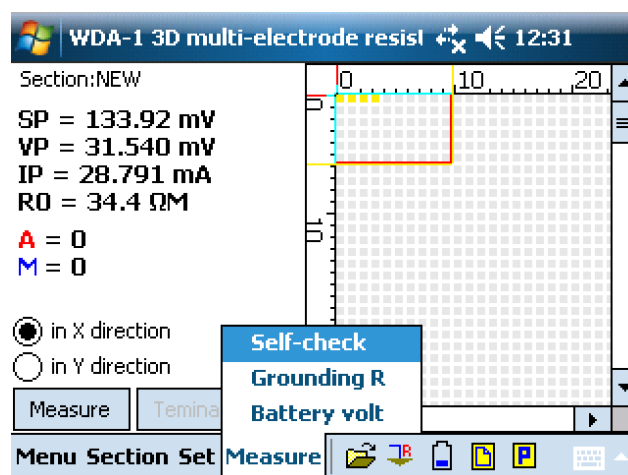 WDA-1 3D multi-electrode resist 12:31
Section:NEW
SP = 133.92 mV
VP = 31.540 mV
IP = 28.791 mA
R0 = 34.4 ΩM
A = 0
M = 0
in X direction
in Y direction
Measure Temina
0 10 20
0
10
Self-check
Grounding R
Battery volt
Menu Section Set Measure
R
P